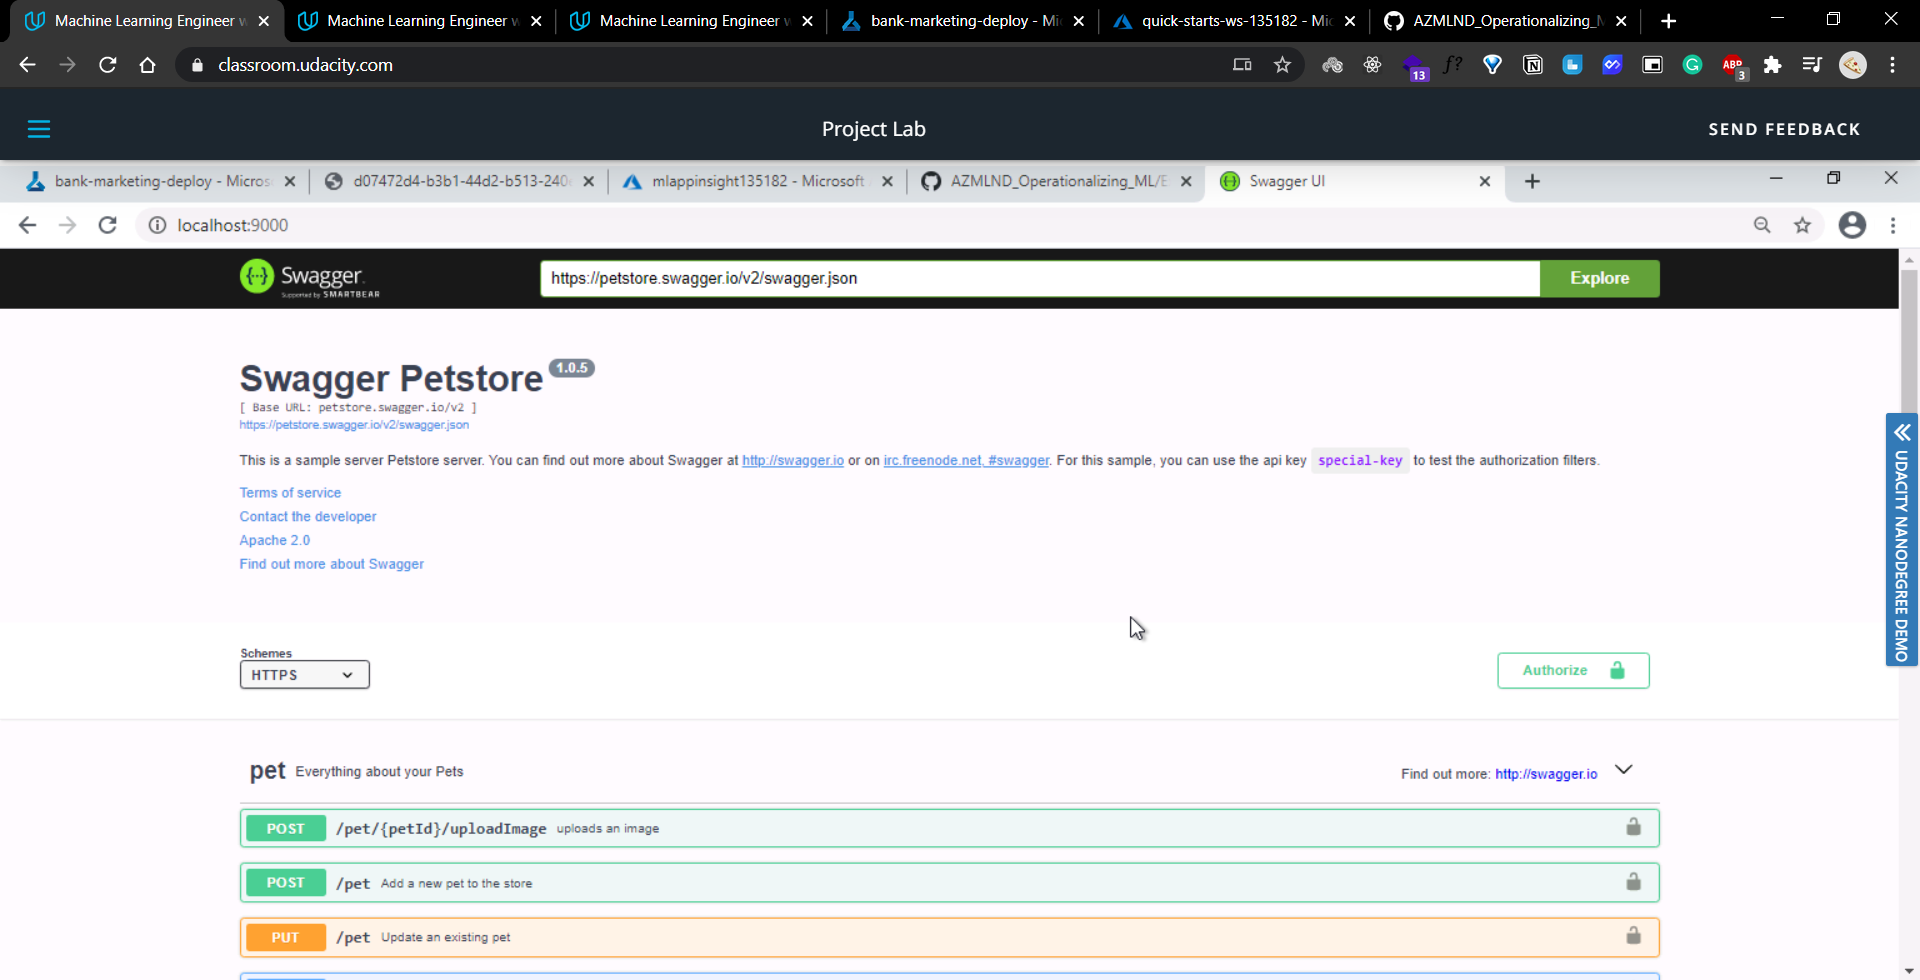 Machine Learning Engineer w
Machine Learning Engineer w
Machine Learning Engineer w
bank-marketing-deploy - Mi
quick-starts-ws-135182 - Mic
AZMLND_Operationalizing_M
classroom.udacity.com
13
f?
ABP
3
Project Lab
SEND FEEDBACK
bank-marketing-deploy - Micros
d07472d4-b3b1-44d2-b513-240
mlappinsight135182 - Microsoft
AZMLND_Operationalizing_ML/E
Swagger UI
localhost:9000
Swagger.
Supported by SMARTBEAR
https://petstore.swagger.io/v2/swagger.json
Explore
Swagger Petstore 1.0.5
[ Base URL: petstore.swagger.io/v2 ]
https://petstore.swagger.io/v2/swagger.json
This is a sample server Petstore server. You can find out more about Swagger at http://swagger.io or on irc.freenode.net, #swagger. For this sample, you can use the api key special-key to test the authorization filters.
Terms of service
Contact the developer
Apache 2.0
Find out more about Swagger
UDACITY NANODEGREE DEMO
Schemes
HTTPS
Authorize
pet Everything about your Pets
Find out more: http://swagger.io
POST /pet/{petId}/uploadImage uploads an image
POST /pet Add a new pet to the store
PUT /pet Update an existing pet